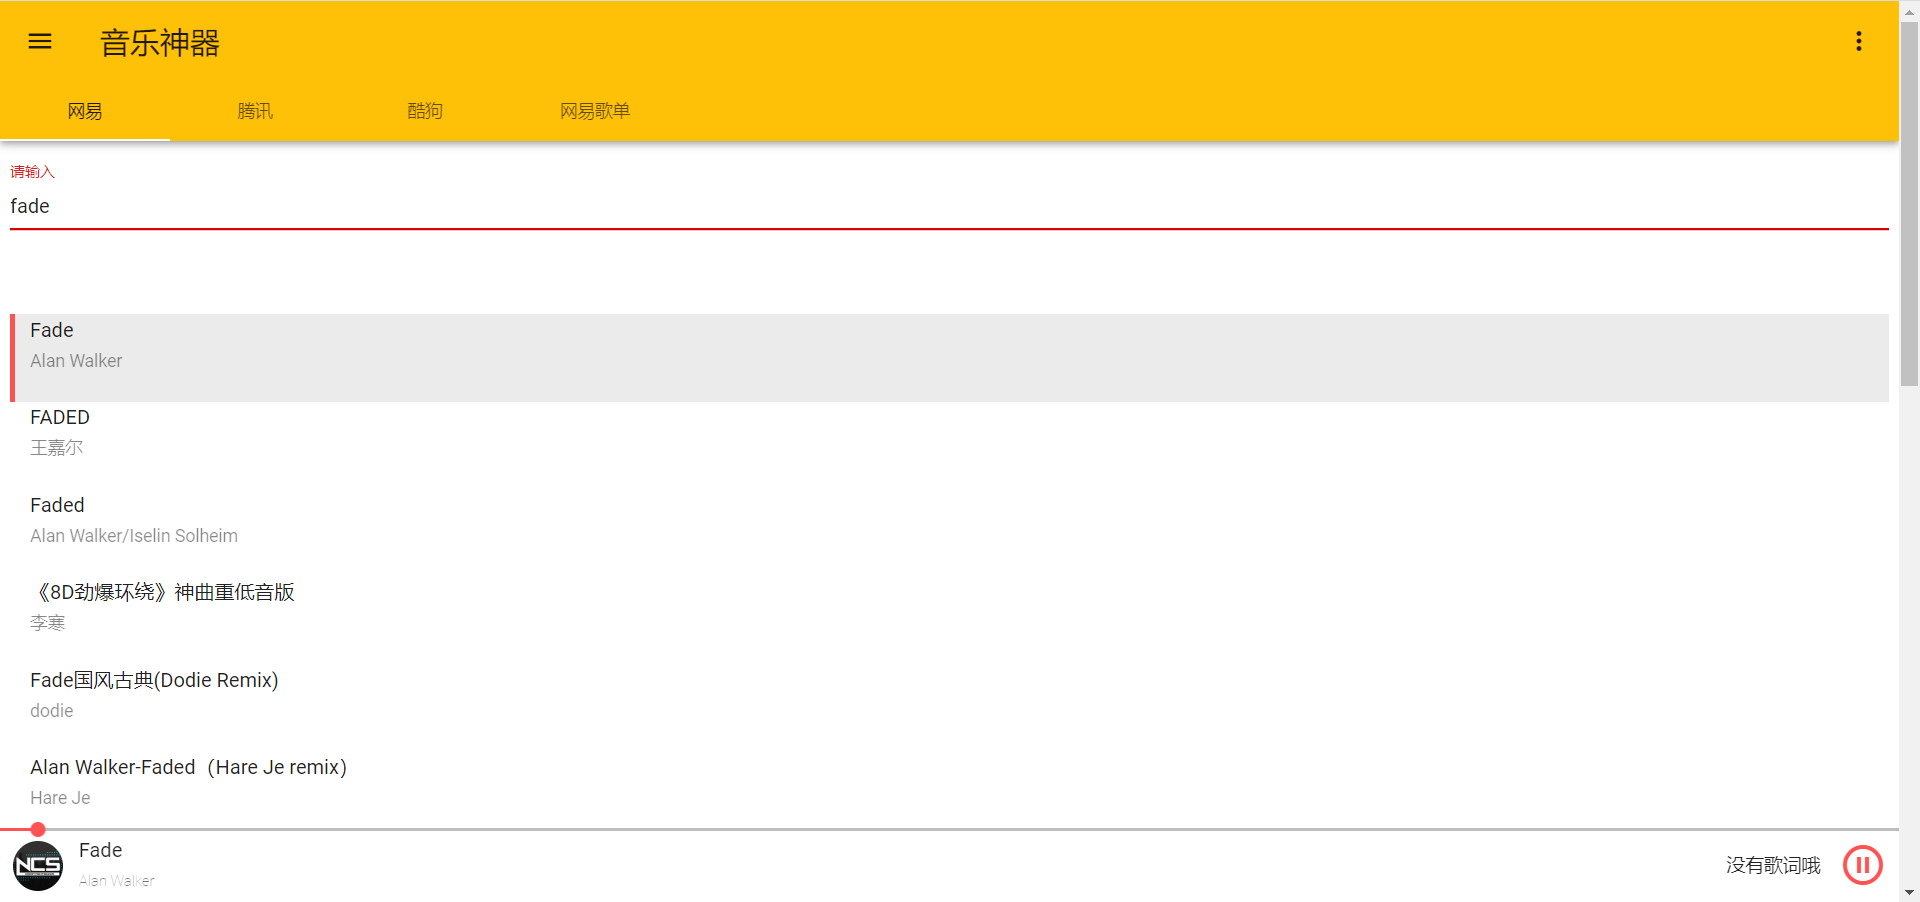 音乐神器
网易 腾讯 酷狗 网易歌单
请输入
fade
Fade
Alan Walker
FADED
王嘉尔
Faded
Alan Walker/Iselin Solheim
《8D劲爆环绕》神曲重低音版
李寒
Fade国风古典(Dodie Remix)
dodie
Alan Walker-Faded（Hare Je remix）
Hare Je
NCS
Fade
Alan Walker
没有歌词哦